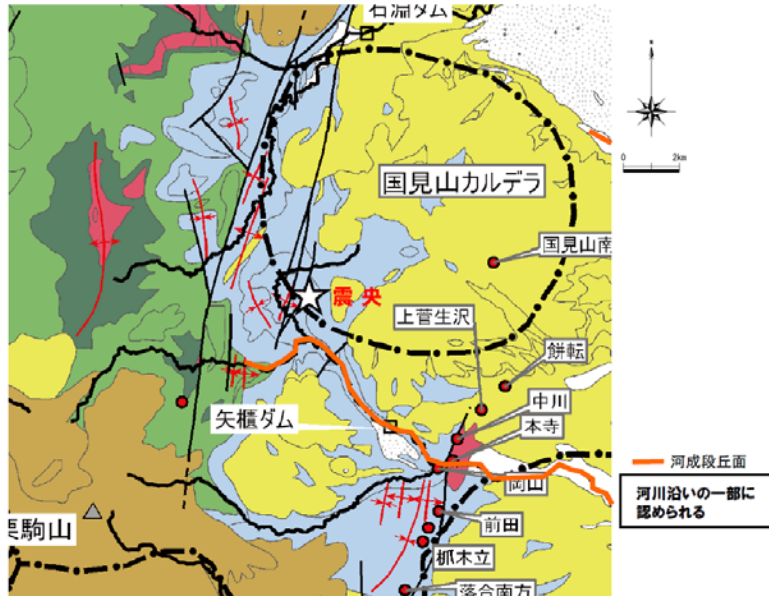 石淵ダム
国見山カルデラ
0 2km
国見山南
震央
上菅生沢
餅転
中川
矢櫃ダム
本寺
岡山
河成段丘面
河川沿いの一部に
認められる
前田
栗駒山
栃木立
落合南方